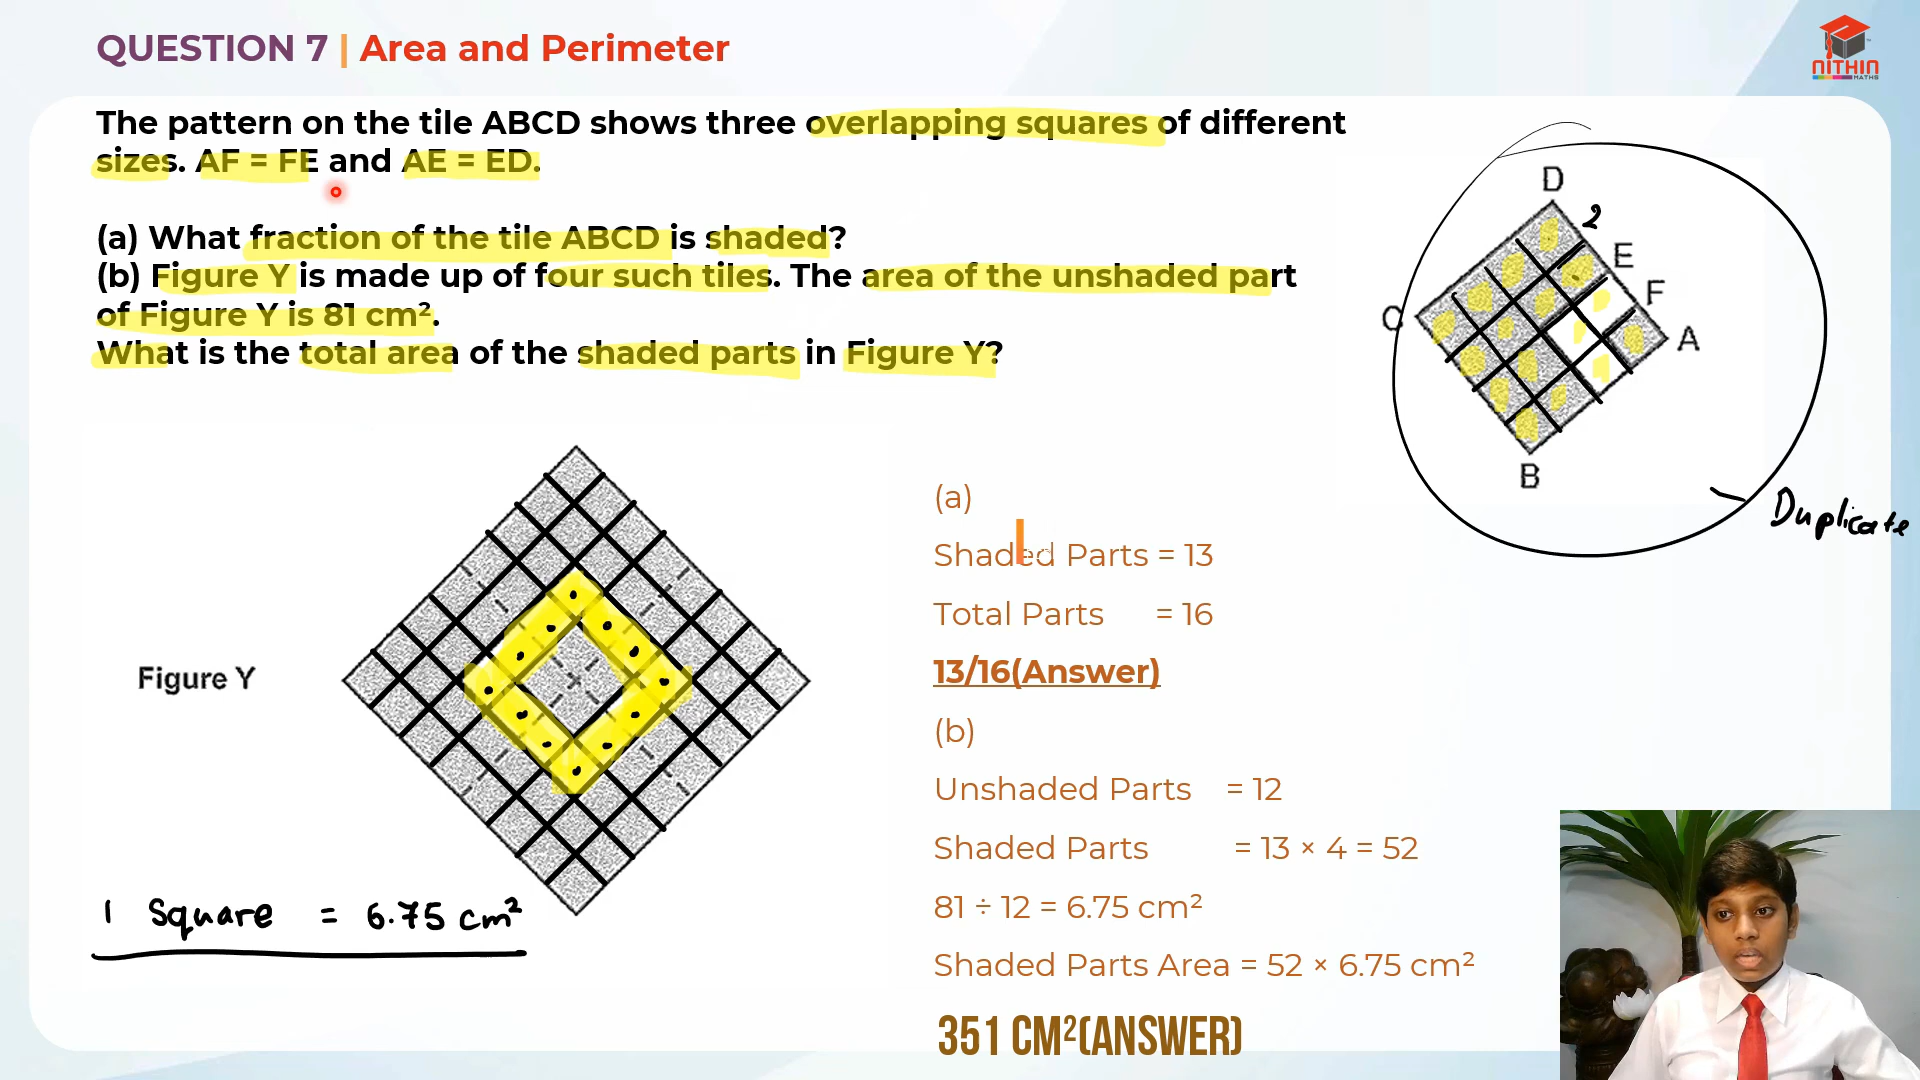 QUESTION 7 | Area and Perimeter
NITHIN
MATHS
The pattern on the tile ABCD shows three overlapping squares of different
sizes. AF = FE and AE = ED.
(a) What fraction of the tile ABCD is shaded?
(b) Figure Y is made up of four such tiles. The area of the unshaded part
of Figure Y is 81 cm².
What is the total area of the shaded parts in Figure Y?
D
2
E
F
C
A
B
Duplicate
Figure Y
1 Square = 6.75 cm²
(a)
Shaded Parts = 13
Total Parts = 16
13/16(Answer)
(b)
Unshaded Parts = 12
Shaded Parts = 13 × 4 = 52
81 ÷ 12 = 6.75 cm²
Shaded Parts Area = 52 × 6.75 cm²
351 CM²(ANSWER)